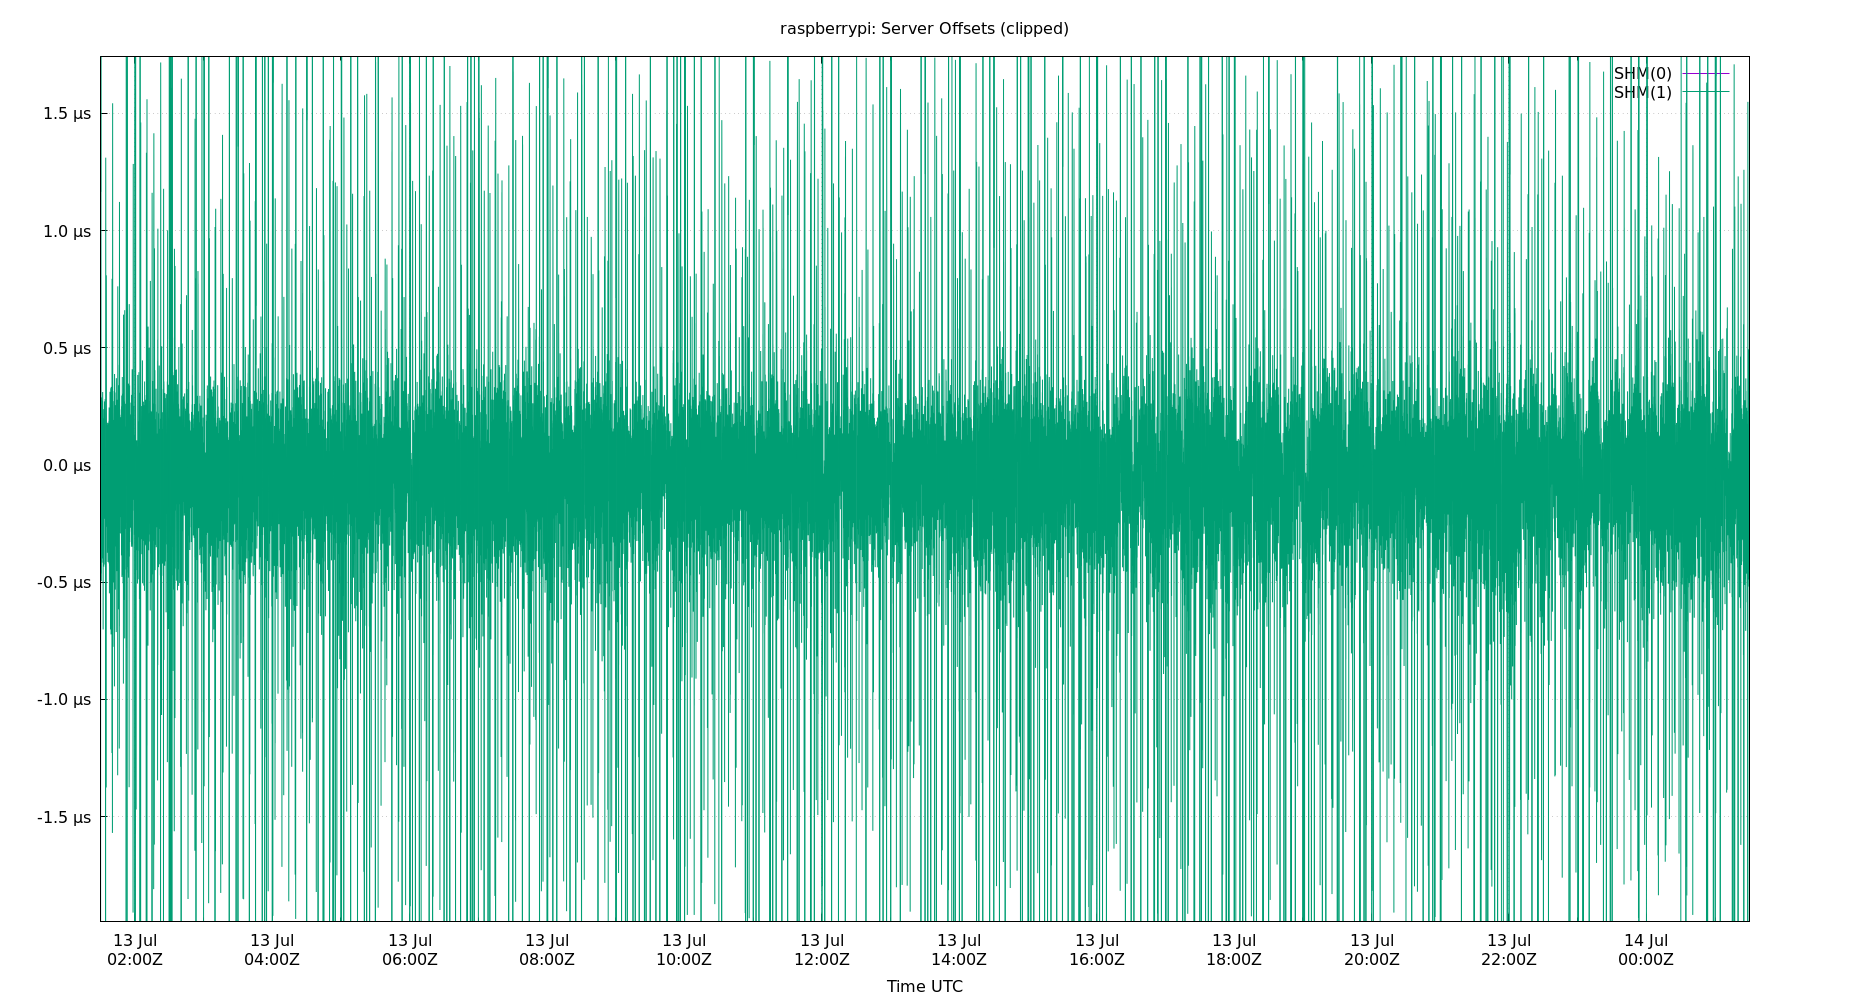 raspberrypi: Server Offsets (clipped)
SHM(0)
SHM(1)
1.5 µs
1.0 µs
0.5 µs
0.0 µs
-0.5 µs
-1.0 µs
-1.5 µs
13 Jul 13 Jul 13 Jul 13 Jul 13 Jul 13 Jul 13 Jul 13 Jul 13 Jul 13 Jul 13 Jul 14 Jul
02:00Z 04:00Z 06:00Z 08:00Z 10:00Z 12:00Z 14:00Z 16:00Z 18:00Z 20:00Z 22:00Z 00:00Z
Time UTC